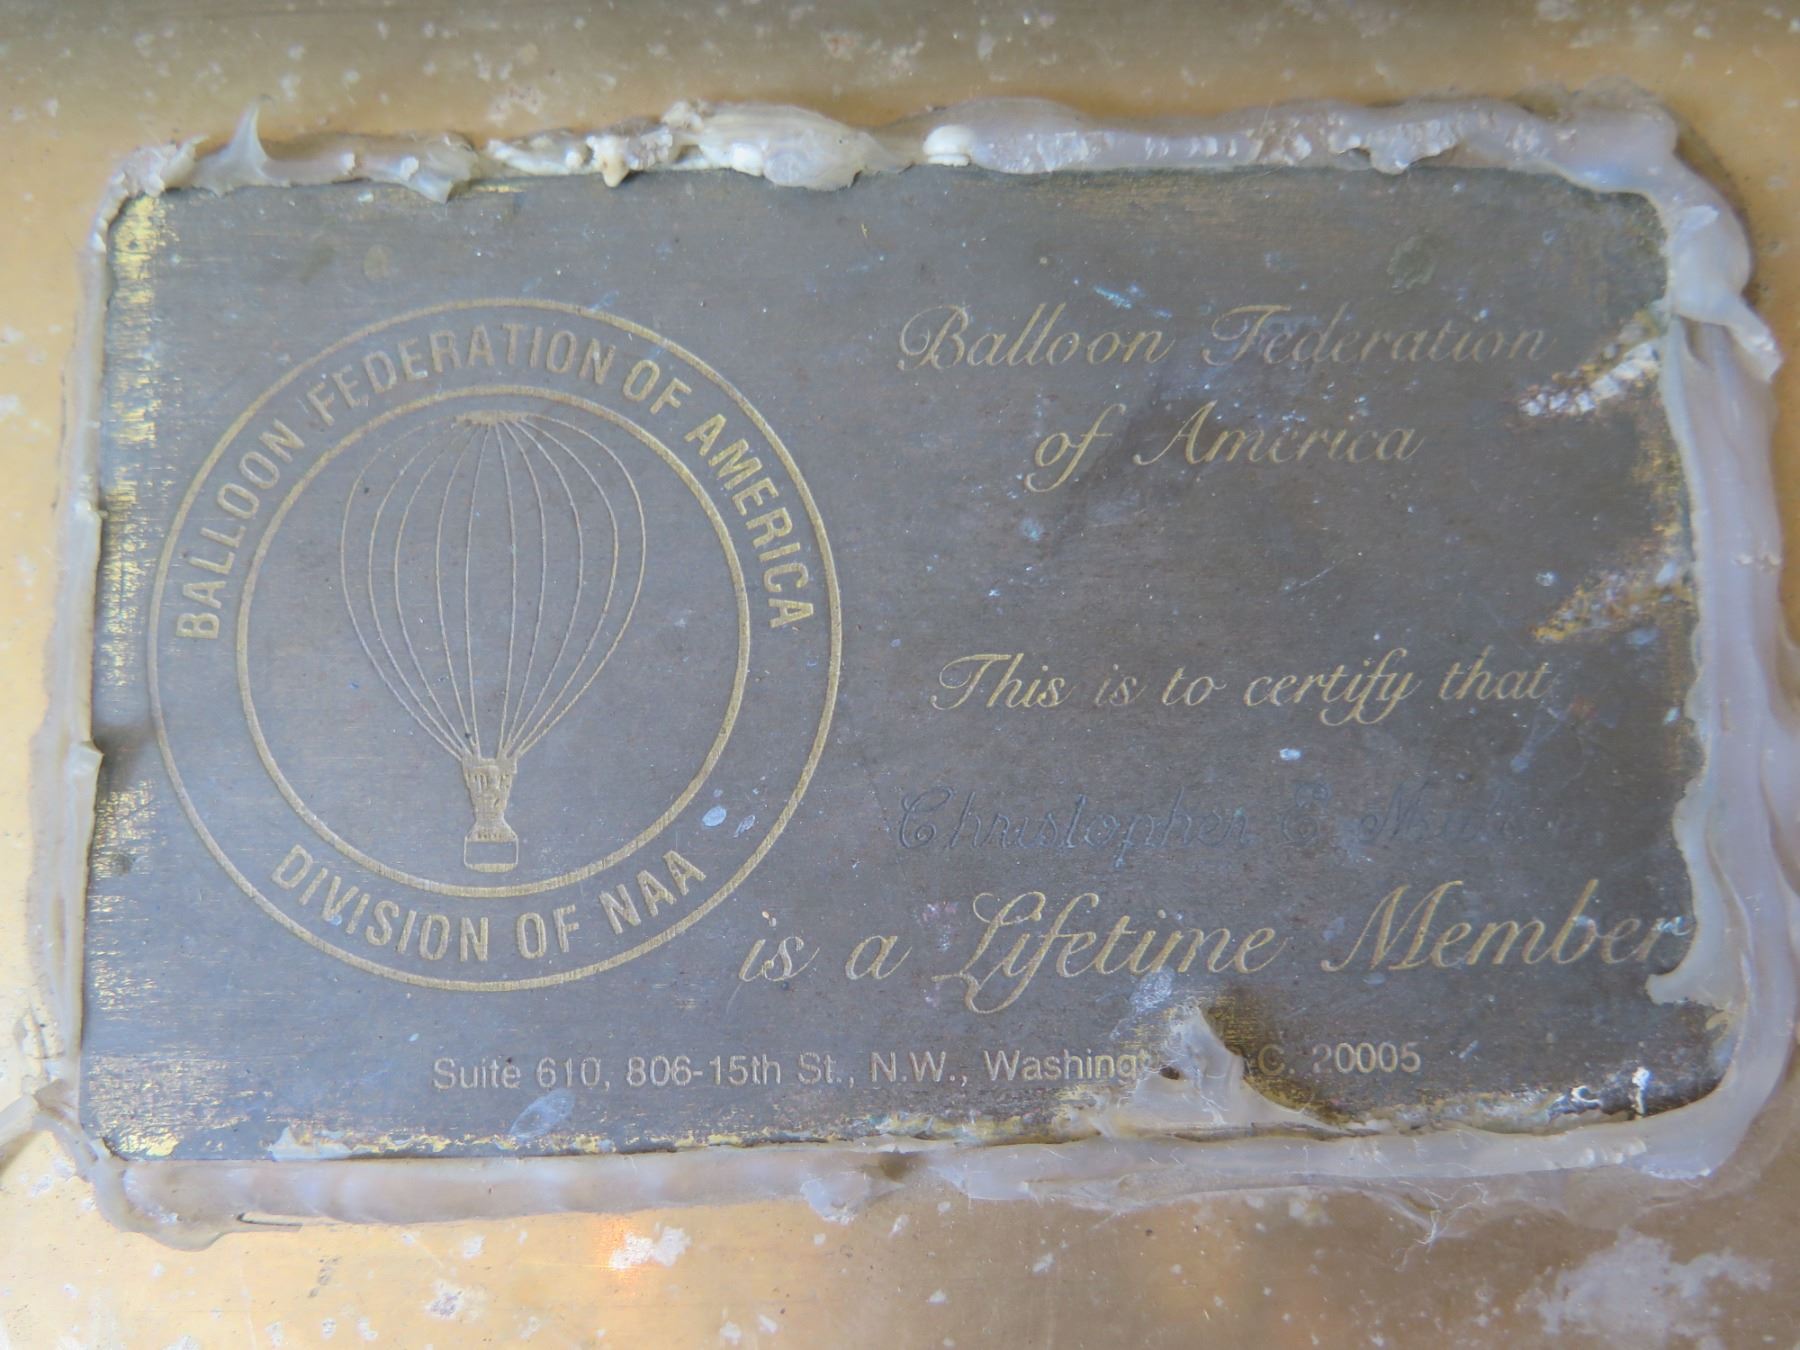 BALLOON FEDERATION OF AMERICA
DIVISION OF NAA
Balloon Federation
of America
This is to certify that
Christopher
is a Lifetime Member
Suite 610, 806-15th St., N.W., C. 20005